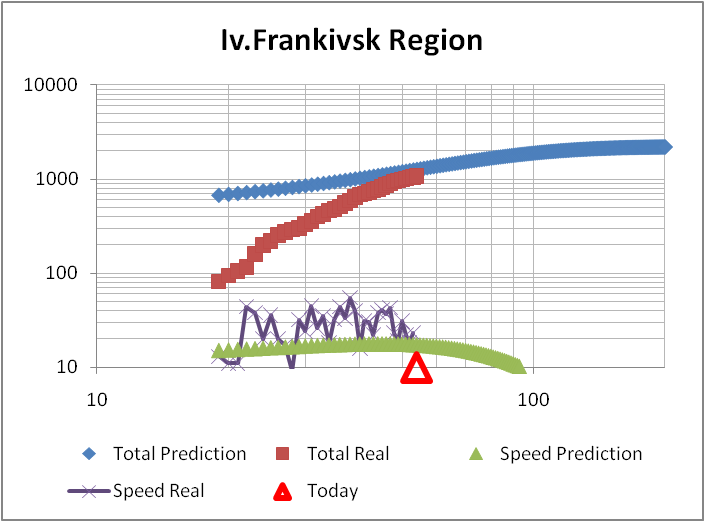 Iv.Frankivsk Region
10000
1000
100
10
10 100
Total Prediction Total Real Speed Prediction
Speed Real Today